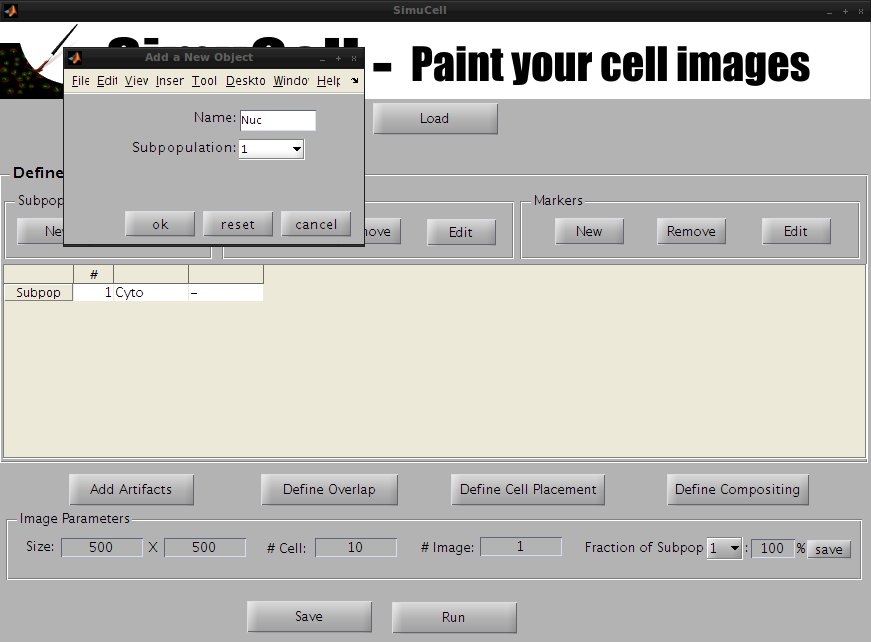 SimuCell
- Paint your cell images
Add a New Object
File Edit View Inser Tool Deskto Windo Help
Name: Nuc
Subpopulation: 1
ok reset cancel
Load
Define
Subpop
Markers
Edit
New Remove Edit
#
Subpop 1 Cyto –
Add Artifacts Define Overlap Define Cell Placement Define Compositing
Image Parameters
Size: 500 X 500 # Cell: 10 # Image: 1 Fraction of Subpop 1 : 100 % save
Save Run